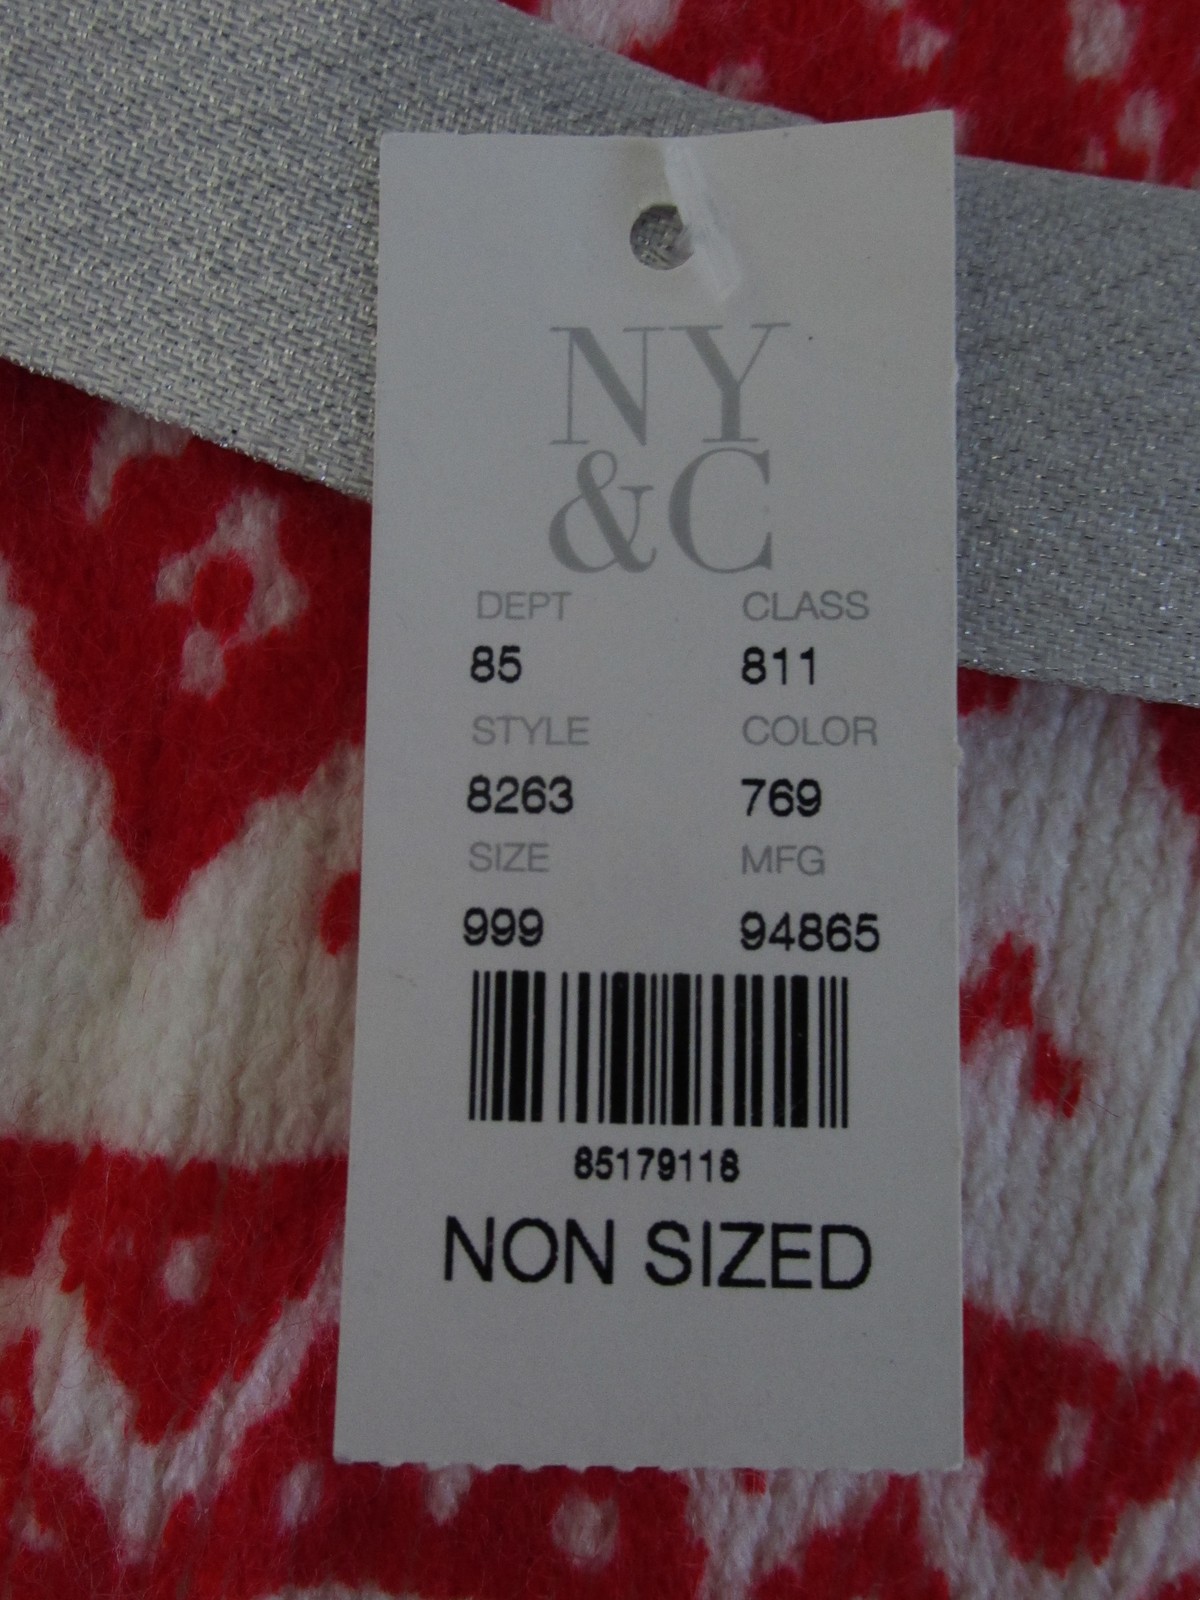 NY
&C
DEPT CLASS
85 811
STYLE COLOR
8263 769
SIZE MFG
999 94865
85179118
NON SIZED